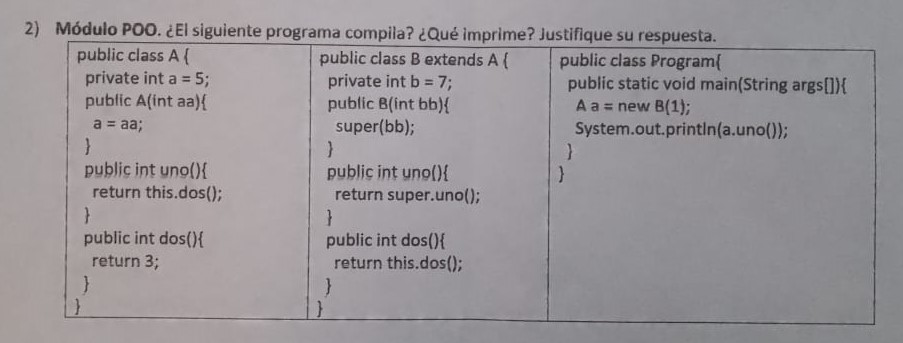 2) Módulo POO. ¿El siguiente programa compila? ¿Qué imprime? Justifique su respuesta.
public class A {
private int a = 5;
public A(int aa){
a = aa;
}
public int uno(){
return this.dos();
}
public int dos(){
return 3;
}
}
public class B extends A {
private int b = 7;
public B(int bb){
super(bb);
}
public int uno(){
return super.uno();
}
public int dos(){
return this.dos();
}
}
public class Program{
public static void main(String args[]){
A a = new B(1);
System.out.println(a.uno());
}
}